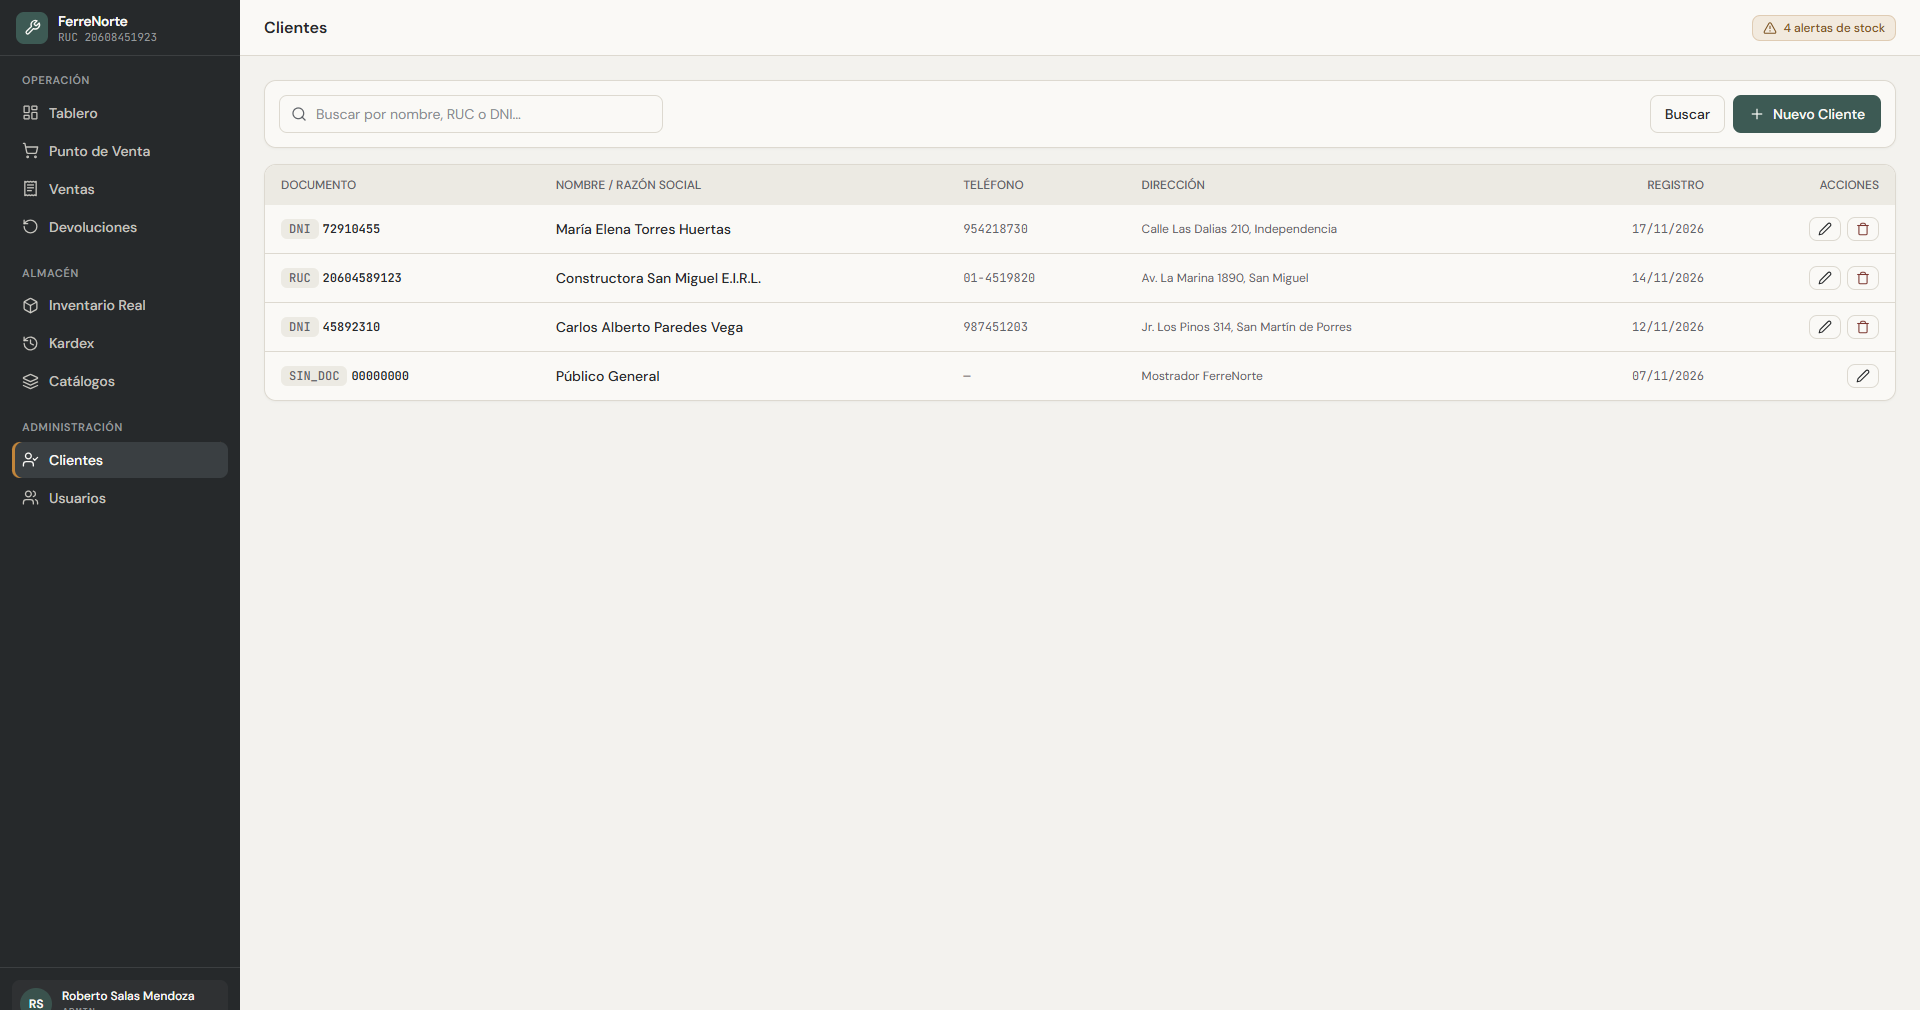 FerreNorte
RUC 20608451923
OPERACIÓN
Tablero
Punto de Venta
Ventas
Devoluciones
ALMACÉN
Inventario Real
Kardex
Catálogos
ADMINISTRACIÓN
Clientes
Usuarios
RS Roberto Salas Mendoza
Clientes
4 alertas de stock
Buscar por nombre, RUC o DNI...
Buscar
+ Nuevo Cliente
DOCUMENTO NOMBRE / RAZÓN SOCIAL TELÉFONO DIRECCIÓN REGISTRO ACCIONES
DNI 72910455 María Elena Torres Huertas 954218730 Calle Las Dalias 210, Independencia 17/11/2026
RUC 20604589123 Constructora San Miguel E.I.R.L. 01-4519820 Av. La Marina 1890, San Miguel 14/11/2026
DNI 45892310 Carlos Alberto Paredes Vega 987451203 Jr. Los Pinos 314, San Martín de Porres 12/11/2026
SIN_DOC 00000000 Público General — Mostrador FerreNorte 07/11/2026